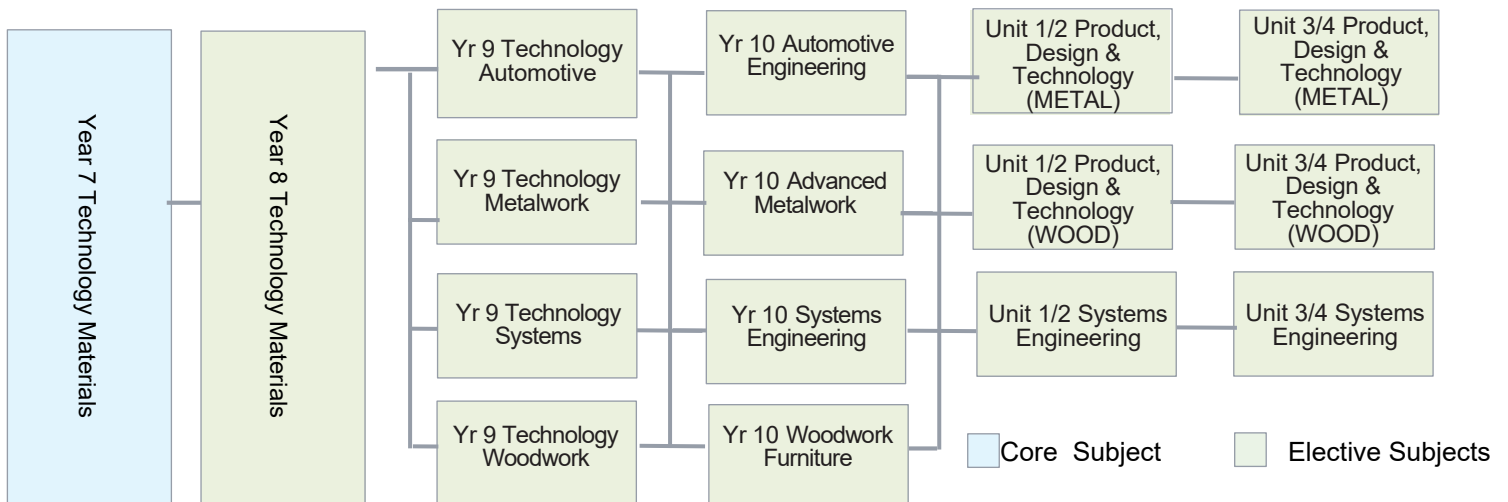 Year 7 Technology Materials
Year 8 Technology Materials
Yr 9 Technology
Automotive
Yr 9 Technology
Metalwork
Yr 9 Technology
Systems
Yr 9 Technology
Woodwork
Yr 10 Automotive
Engineering
Yr 10 Advanced
Metalwork
Yr 10 Systems
Engineering
Yr 10 Woodwork
Furniture
Unit 1/2 Product,
Design &
Technology
(METAL)
Unit 1/2 Product,
Design &
Technology
(WOOD)
Unit 1/2 Systems
Engineering
Unit 3/4 Product,
Design &
Technology
(METAL)
Unit 3/4 Product,
Design &
Technology
(WOOD)
Unit 3/4 Systems
Engineering
Core Subject
Elective Subjects